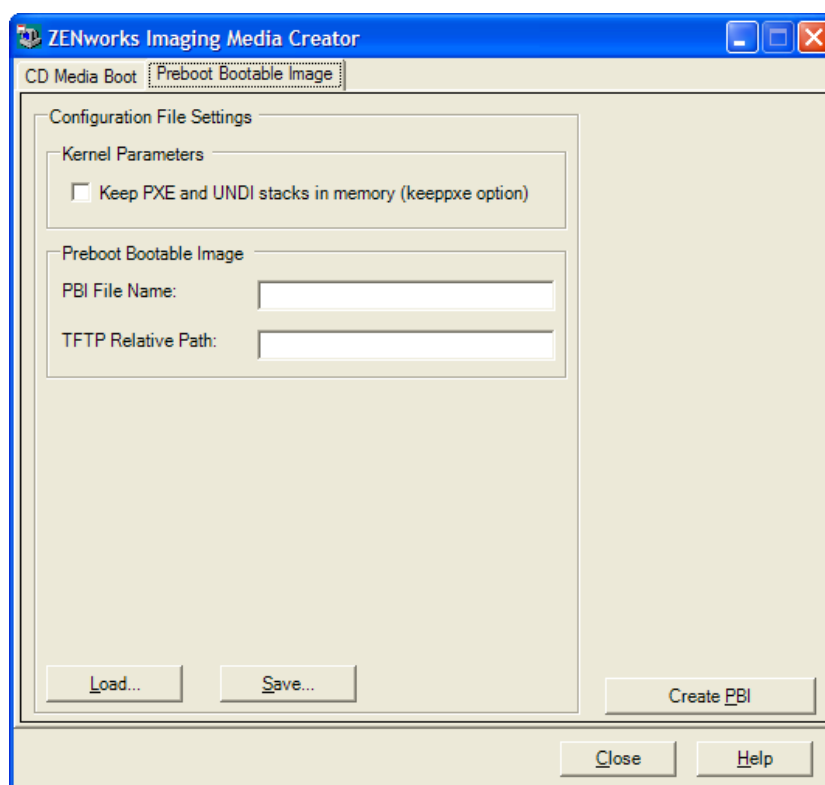 ZENworks Imaging Media Creator
CD Media Boot
Preboot Bootable Image
Configuration File Settings
Kernel Parameters
Keep PXE and UNDI stacks in memory (keeppxe option)
Preboot Bootable Image
PBI File Name:
TFTP Relative Path:
Load...
Save...
Create PBI
Close
Help